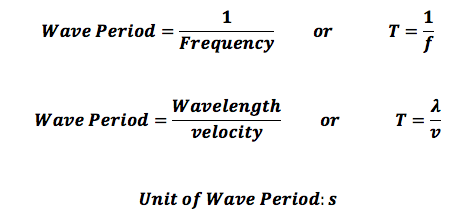 Wave Period = 1/Frequency or T = 1/f
Wave Period = Wavelength/velocity or T = λ/v
Unit of Wave Period: s